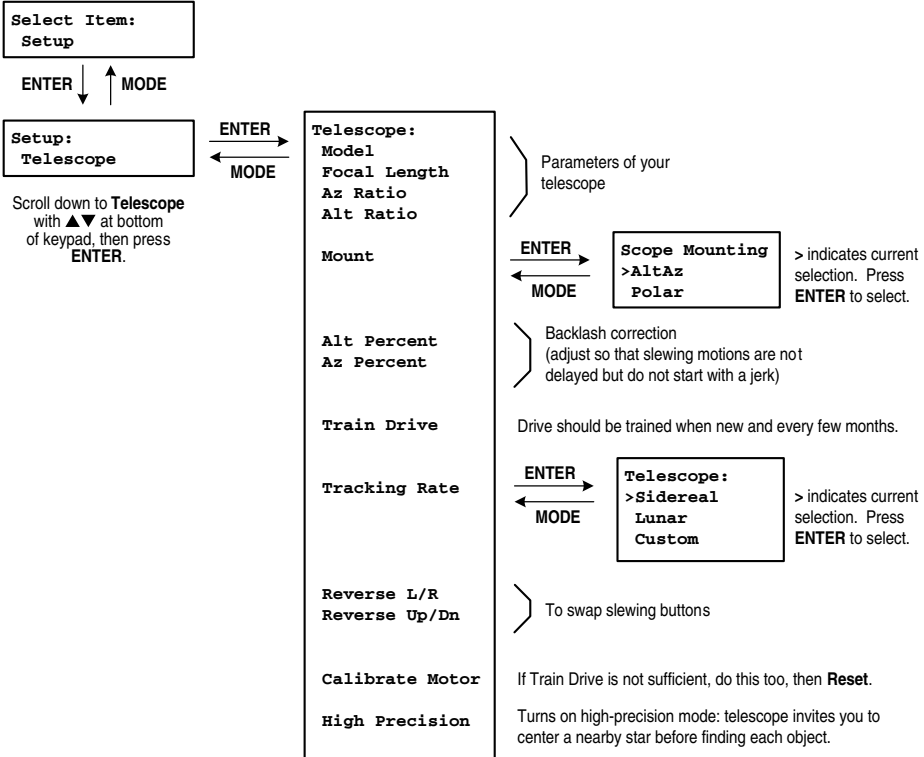 Select Item:
Setup
ENTER
MODE
Setup:
Telescope
ENTER
MODE
Scroll down to Telescope
with ▲▼ at bottom
of keypad, then press
ENTER.
Telescope:
Model
Focal Length
Az Ratio
Alt Ratio
Parameters of your
telescope
Mount
ENTER
MODE
Scope Mounting
>AltAz
Polar
> indicates current
selection. Press
ENTER to select.
Alt Percent
Az Percent
Backlash correction
(adjust so that slewing motions are not
delayed but do not start with a jerk)
Train Drive
Drive should be trained when new and every few months.
Tracking Rate
ENTER
MODE
Telescope:
>Sidereal
Lunar
Custom
> indicates current
selection. Press
ENTER to select.
Reverse L/R
Reverse Up/Dn
To swap slewing buttons
Calibrate Motor
If Train Drive is not sufficient, do this too, then Reset.
High Precision
Turns on high-precision mode: telescope invites you to
center a nearby star before finding each object.